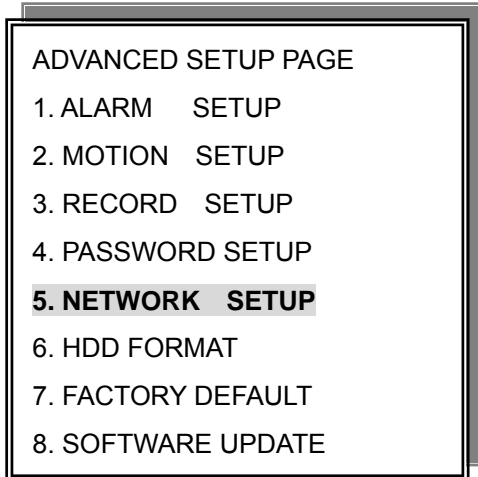 ADVANCED SETUP PAGE
1. ALARM SETUP
2. MOTION SETUP
3. RECORD SETUP
4. PASSWORD SETUP
5. NETWORK SETUP
6. HDD FORMAT
7. FACTORY DEFAULT
8. SOFTWARE UPDATE